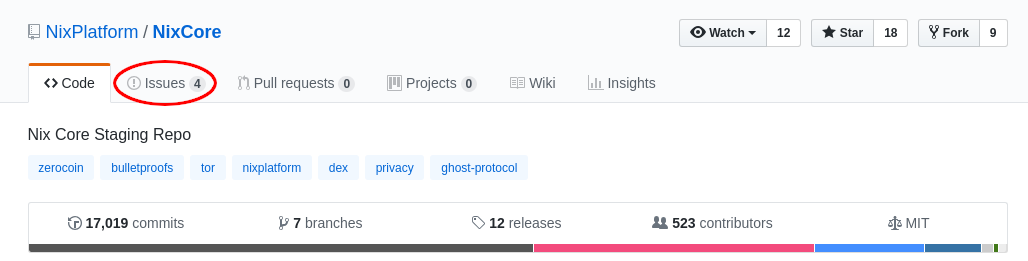 NixPlatform / NixCore
Watch 12 Star 18 Fork 9
Code Issues 4 Pull requests 0 Projects 0 Wiki Insights
Nix Core Staging Repo
zerocoin bulletproofs tor nixplatform dex privacy ghost-protocol
17,019 commits 7 branches 12 releases 523 contributors MIT